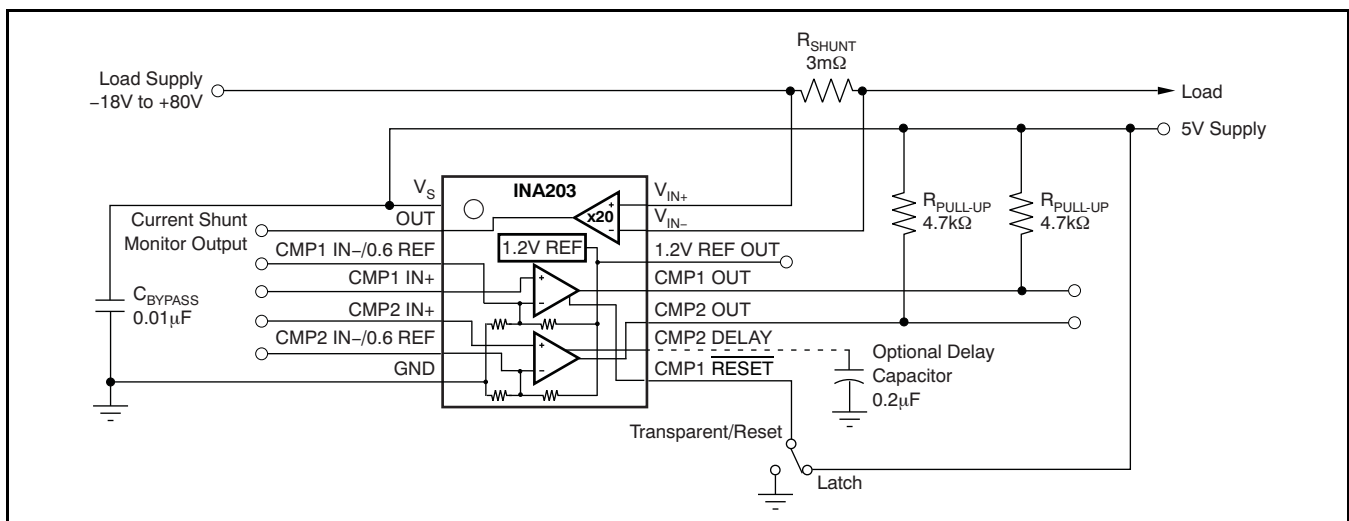 R_SHUNT
3mΩ
Load Supply
−18V to +80V
Load
5V Supply
V_S
INA203
V_IN+
OUT
x20
V_IN−
R_PULL-UP
4.7kΩ
R_PULL-UP
4.7kΩ
Current Shunt
Monitor Output
1.2V REF
1.2V REF OUT
CMP1 IN−/0.6 REF
CMP1 OUT
CMP1 IN+
C_BYPASS
0.01μF
CMP2 IN+
CMP2 OUT
CMP2 IN−/0.6 REF
CMP2 DELAY
GND
CMP1 RESET
Optional Delay
Capacitor
0.2μF
Transparent/Reset
Latch